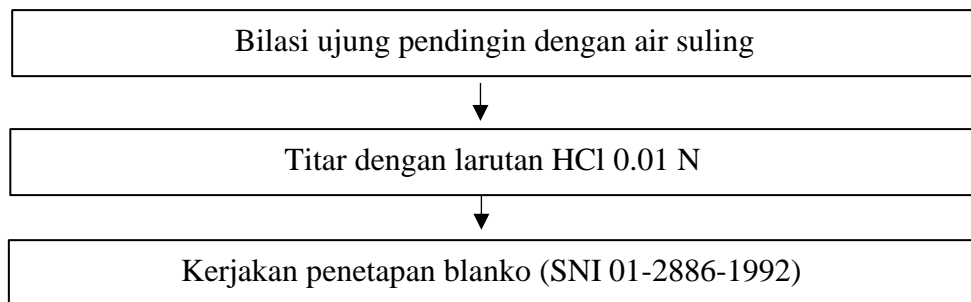 Bilasi ujung pendingin dengan air suling
Titar dengan larutan HCl 0.01 N
Kerjakan penetapan blanko (SNI 01-2886-1992)